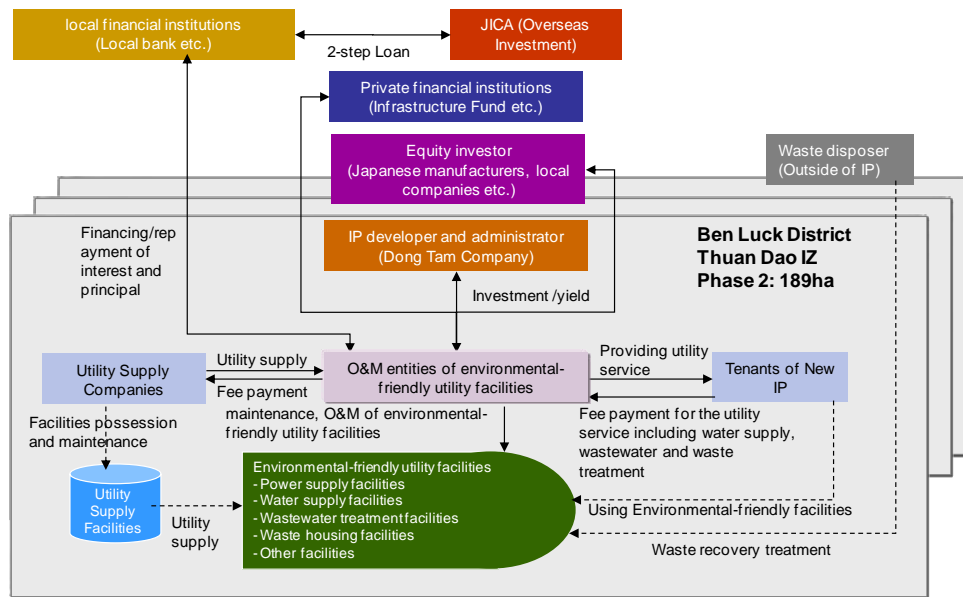 local financial institutions
(Local bank etc.)
2-step Loan
JICA (Overseas
Investment)
Private financial institutions
(Infrastructure Fund etc.)
Equity investor
(Japanese manufacturers, local
companies etc.)
Waste disposer
(Outside of IP)
Financing/rep
ayment of
interest and
principal
IP developer and administrator
(Dong Tam Company)
Ben Luck District
Thuan Dao IZ
Phase 2: 189ha
Investment /yield
Utility Supply
Companies
Utility supply
O&M entities of environmental-
friendly utility facilities
Providing utility
service
Tenants of New
IP
Fee payment
maintenance, O&M of environmental-
friendly utility facilities
Fee payment for the utility
service including water supply,
wastewater and waste
treatment
Facilities possession
and maintenance
Utility
Supply
Facilities
Utility
supply
Environmental-friendly utility facilities
- Power supply facilities
- Water supply facilities
- Wastewater treatment facilities
- Waste housing facilities
- Other facilities
Using Environmental-friendly facilities
Waste recovery treatment